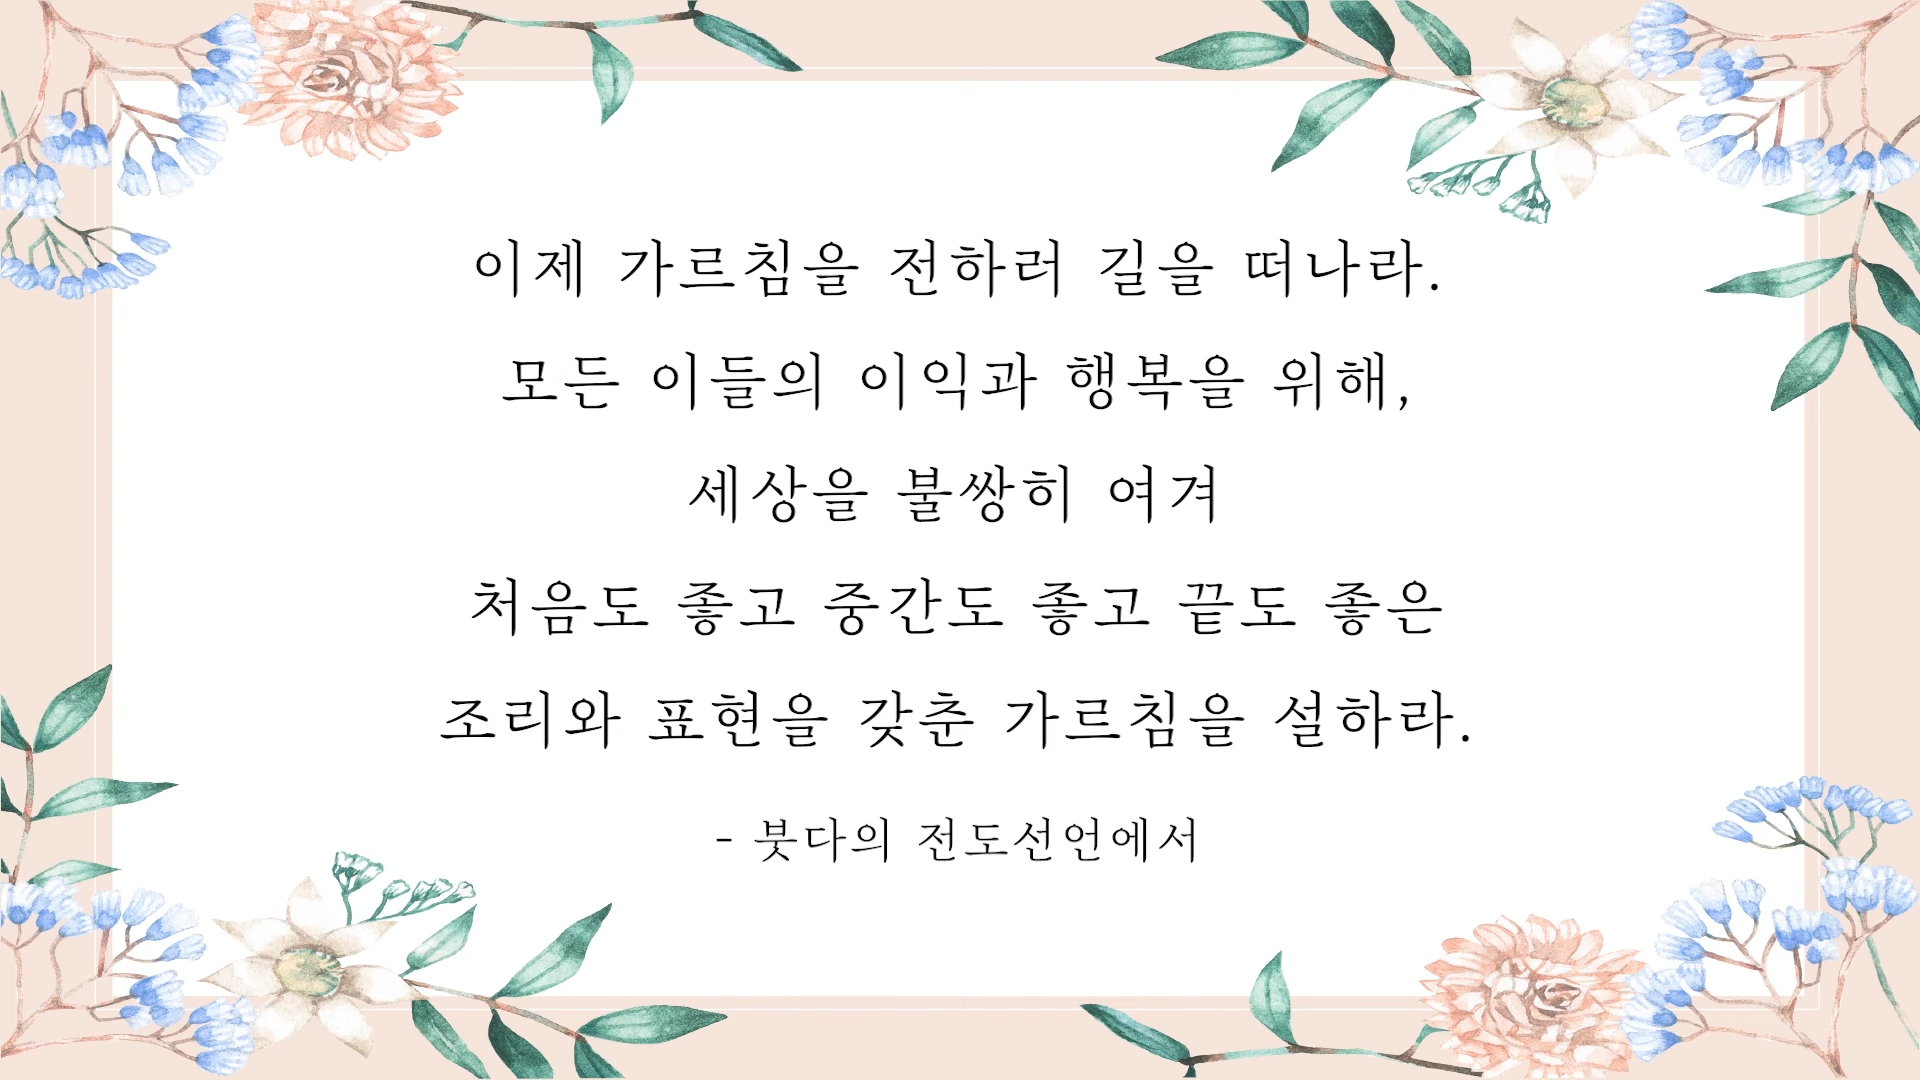 이제 가르침을 전하러 길을 떠나라.
모든 이들의 이익과 행복을 위해,
세상을 불쌍히 여겨
처음도 좋고 중간도 좋고 끝도 좋은
조리와 표현을 갖춘 가르침을 설하라.
- 붓다의 전도선언에서